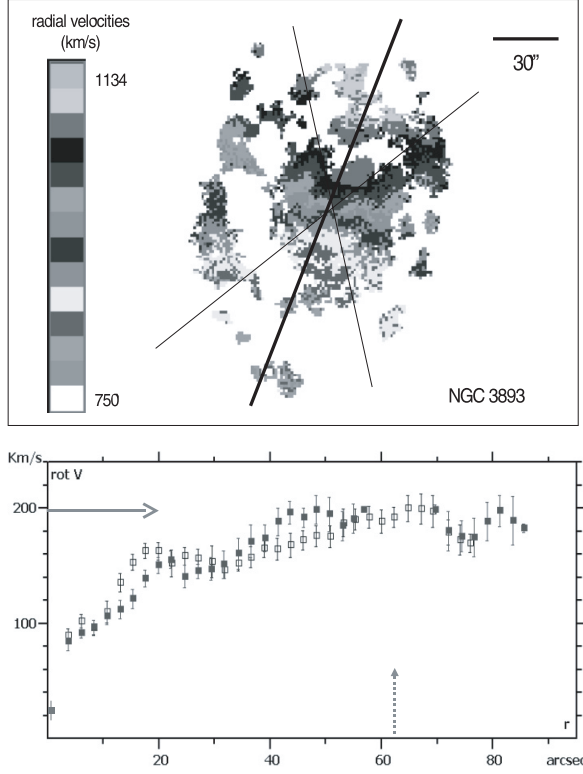 radial velocities
(km/s)
1134
30”
750
NGC 3893
Km/s
rot V
200
100
r
20
40
60
80
arcsec